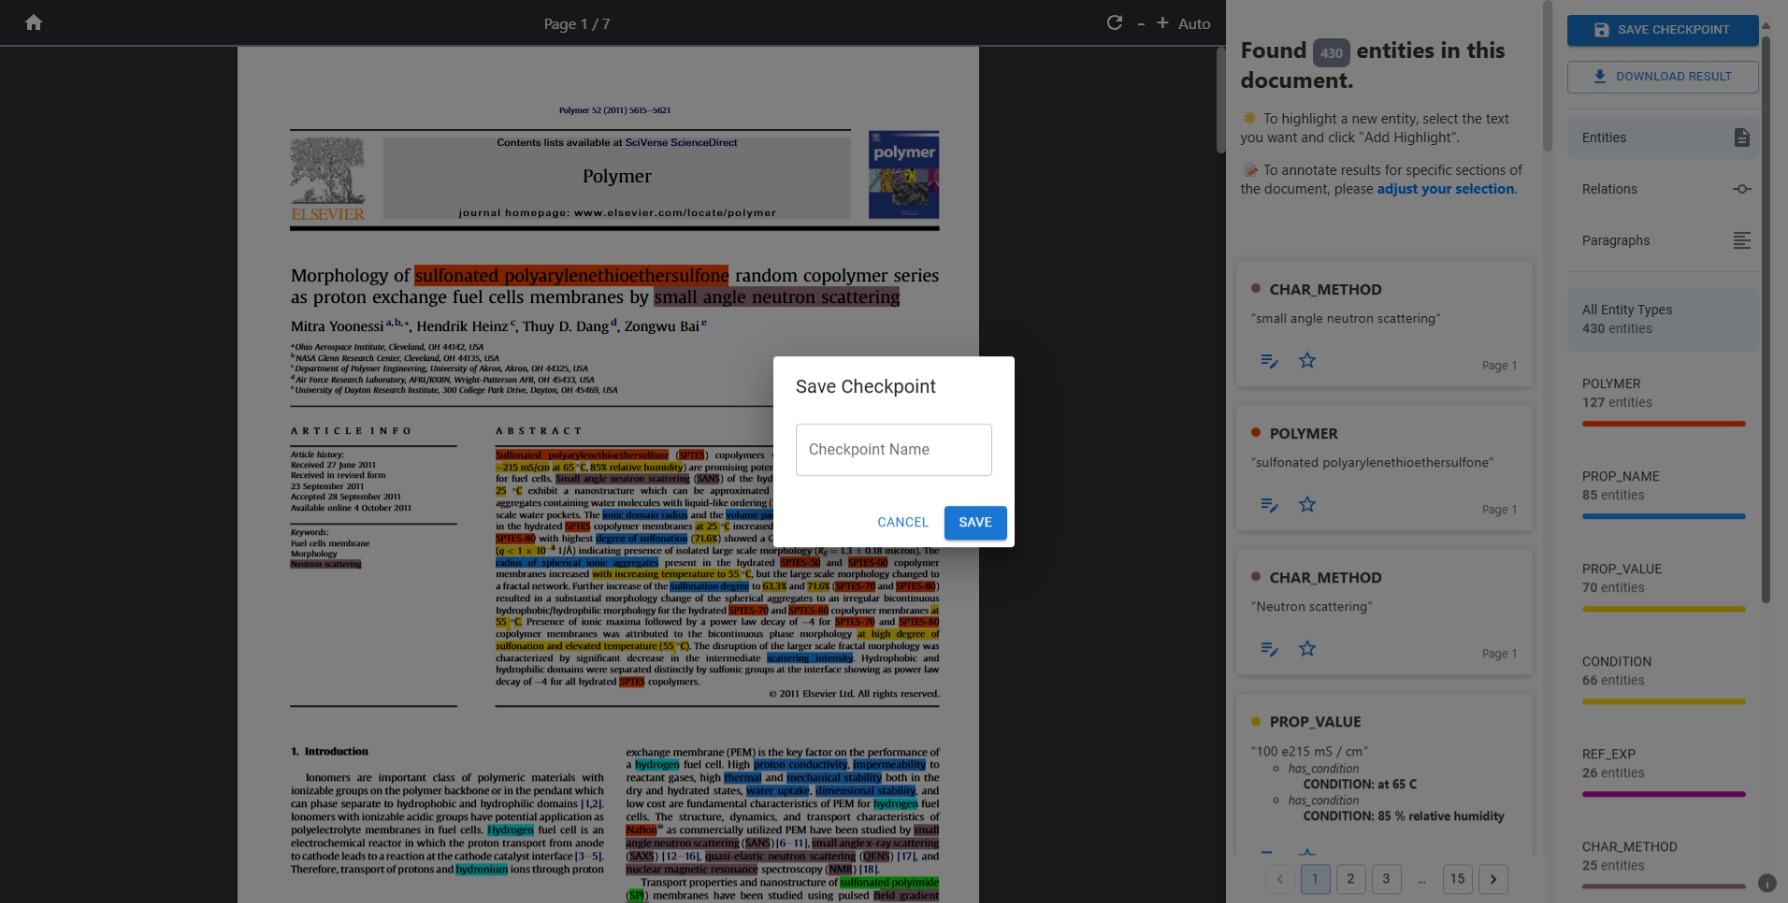 Page 1 / 7
- + Auto
Polymer 52 (2011) 5615–5621
Contents lists available at SciVerse ScienceDirect
Polymer
journal homepage: www.elsevier.com/locate/polymer
ELSEVIER
polymer
Morphology of sulfonated polyarylenethioethersulfone random copolymer series
as proton exchange fuel cells membranes by small angle neutron scattering
Mitra Yoonessi a,b,*, Hendrik Heinz c, Thuy D. Dang d, Zongwu Bai e
a Ohio Aerospace Institute, Cleveland, OH 44142, USA
b NASA Glenn Research Center, Cleveland, OH 44135, USA
c Department of Polymer Engineering, University of Akron, Akron, OH 44325, USA
d Air Force Research Laboratory, AFRL/RXBN, Wright-Patterson AFB, OH 45433, USA
e University of Dayton Research Institute, 300 College Park Drive, Dayton, OH 45469, USA
ARTICLE INFO
Article history:
Received 27 June 2011
Received in revised form
23 September 2011
Accepted 28 September 2011
Available online 4 October 2011
Keywords:
Fuel cells membrane
Morphology
Neutron scattering
ABSTRACT
Sulfonated polyarylenethioethersulfone (SPTES) copolymers
~215 mS/cm at 65 °C, 85% relative humidity) are promising poter
for fuel cells. Small angle neutron scattering (SANS) of the hyd
25 °C exhibit a nanostructure which can be approximated
aggregates containing water molecules with liquid-like ordering (
scale water pockets. The ionic domain radius and the volume pa
in the hydrated SPTES copolymer membranes at 25 °C increased
SPTES-80 with highest degree of sulfonation (71.6%) showed a
(q < 1 × 10−4 1/Å) indicating presence of isolated large scale morphology (Rg = 1.3 ± 0.18 micron). The
radius of spherical ionic aggregates present in the hydrated SPTES-50 and SPTES-60 copolymer
membranes increased with increasing temperature to 55 °C, but the large scale morphology changed to
a fractal network. Further increase of the sulfonation degree to 63.3% and 71.6% (SPTES-70 and SPTES-80)
resulted in a substantial morphology change of the spherical aggregates to an irregular bicontinuous
hydrophobic/hydrophilic morphology for the hydrated SPTES-70 and SPTES-80 copolymer membranes at
55 °C. Presence of ionic maxima followed by a power law decay of −4 for SPTES-70 and SPTES-80
copolymer membranes was attributed to the bicontinuous phase morphology at high degree of
sulfonation and elevated temperature (55 °C). The disruption of the larger scale fractal morphology was
characterized by significant decrease in the intermediate scattering intensity. Hydrophobic and
hydrophilic domains were separated distinctly by sulfonic groups at the interface showing as power law
decay of −4 for all hydrated SPTES copolymers.
© 2011 Elsevier Ltd. All rights reserved.
1. Introduction
Ionomers are important class of polymeric materials with
ionizable groups on the polymer backbone or in the pendant which
can phase separate to hydrophobic and hydrophilic domains [1,2].
Ionomers with ionizable acidic groups have potential application as
polyelectrolyte membranes in fuel cells. Hydrogen fuel cell is an
electrochemical reactor in which the proton transport from anode
to cathode leads to a reaction at the cathode catalyst interface [3–5].
Therefore, transport of protons and hydronium ions through proton
exchange membrane (PEM) is the key factor on the performance of
a hydrogen fuel cell. High proton conductivity, impermeability to
reactant gases, high thermal and mechanical stability both in the
dry and hydrated states, water uptake, dimensional stability, and
low cost are fundamental characteristics of PEM for hydrogen fuel
cells. The structure, dynamics, and transport characteristics of
Nafion® as commercially utilized PEM have been studied by small
angle neutron scattering (SANS) [6–11], small angle x-ray scattering
(SAXS) [12–16], quasi-elastic neutron scattering (QENS) [17], and
nuclear magnetic resonance spectroscopy (NMR) [18].
Transport properties and nanostructure of sulfonated polyimide
(SPI) membranes have been studied using pulsed field gradient
Save Checkpoint
Checkpoint Name
CANCEL
SAVE
Found 430 entities in this
document.
To highlight a new entity, select the text
you want and click "Add Highlight".
To annotate results for specific sections of
the document, please adjust your selection.
CHAR_METHOD
"small angle neutron scattering"
Page 1
POLYMER
"sulfonated polyarylenethioethersulfone"
Page 1
CHAR_METHOD
"Neutron scattering"
Page 1
PROP_VALUE
"100 e215 mS / cm"
has_condition
CONDITION: at 65 C
has_condition
CONDITION: 85 % relative humidity
1 2 3 … 15
SAVE CHECKPOINT
DOWNLOAD RESULT
Entities
Relations
Paragraphs
All Entity Types
430 entities
POLYMER
127 entities
PROP_NAME
85 entities
PROP_VALUE
70 entities
CONDITION
66 entities
REF_EXP
26 entities
CHAR_METHOD
25 entities